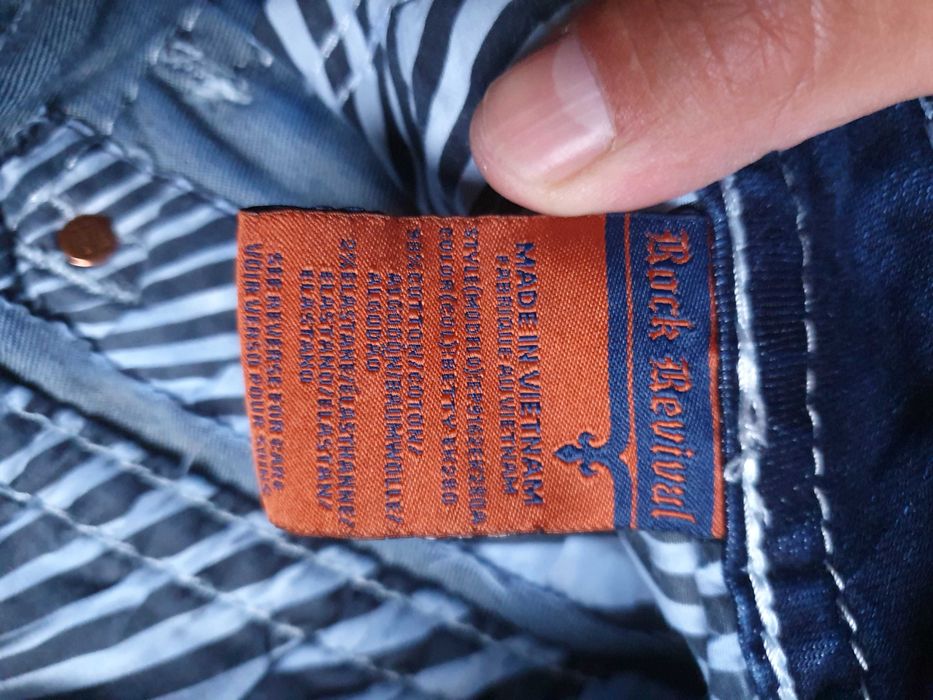 Rock Revival
MADE IN VIETNAM
FABRIQUE AU VIETNAM
98% COTTON/COTON/
ALGODON/BAUMWOLLE/
ALGODAO
2% ELASTANE/ELASTHANNE/
ELASTANO/ELASTAN/
ELASTANO
SEE REVERSE FOR CARE
VOIR VERSO POUR SOINS